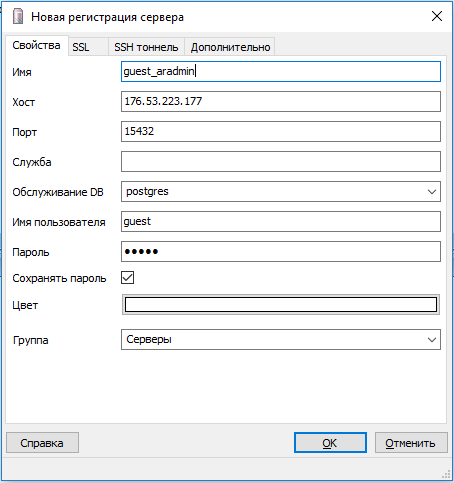 Новая регистрация сервера
Свойства SSL SSH тоннель Дополнительно
Имя guest_aradmin
Хост 176.53.223.177
Порт 15432
Служба
Обслуживание DB postgres
Имя пользователя guest
Пароль •••••
Сохранять пароль
Цвет
Группа Серверы
Справка OK Отменить